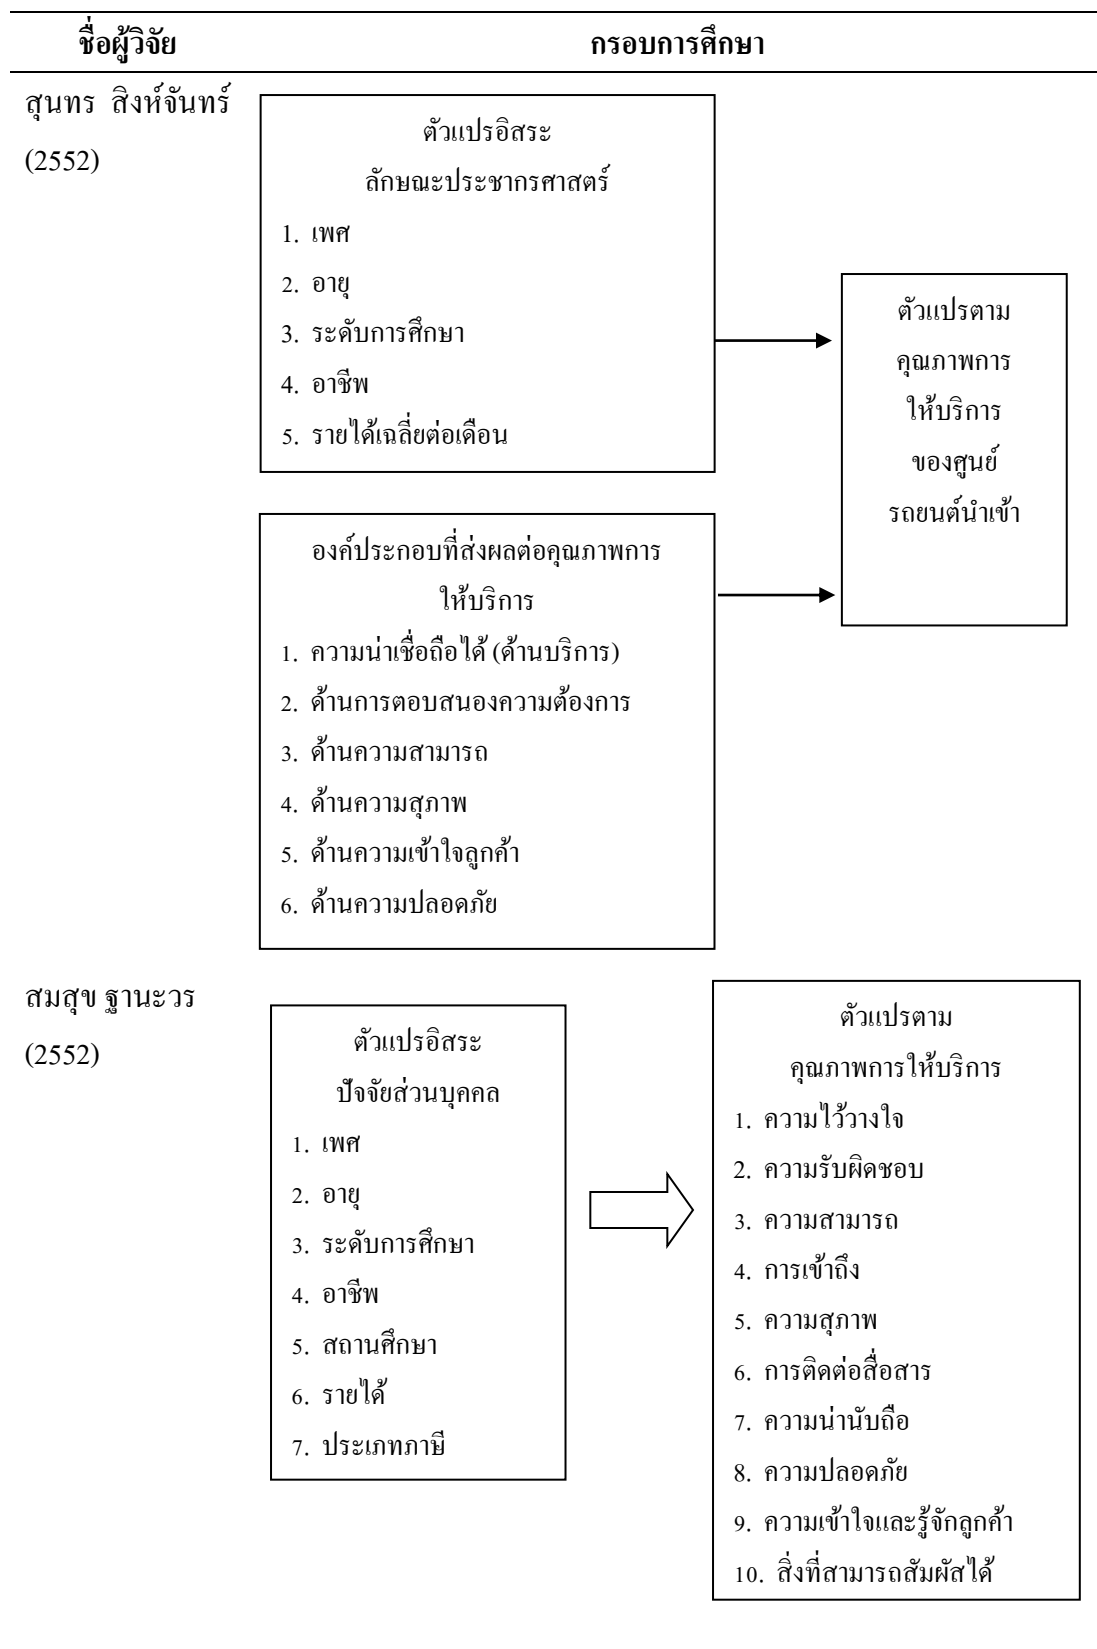 ชื่อผู้วิจัย กรอบการศึกษา
สุนทร สิงห์จันทร์
(2552)
ตัวแปรอิสระ
ลักษณะประชากรศาสตร์
1. เพศ
2. อายุ
3. ระดับการศึกษา
4. อาชีพ
5. รายได้เฉลี่ยต่อเดือน
ตัวแปรตาม
คุณภาพการ
ให้บริการ
ของศูนย์
รถยนต์นำเข้า
องค์ประกอบที่ส่งผลต่อคุณภาพการ
ให้บริการ
1. ความน่าเชื่อถือได้ (ด้านบริการ)
2. ด้านการตอบสนองความต้องการ
3. ด้านความสามารถ
4. ด้านความสุภาพ
5. ด้านความเข้าใจลูกค้า
6. ด้านความปลอดภัย
สมสุข ฐานะวร
(2552)
ตัวแปรอิสระ
ปัจจัยส่วนบุคคล
1. เพศ
2. อายุ
3. ระดับการศึกษา
4. อาชีพ
5. สถานศึกษา
6. รายได้
7. ประเภทภาษี
ตัวแปรตาม
คุณภาพการให้บริการ
1. ความไว้วางใจ
2. ความรับผิดชอบ
3. ความสามารถ
4. การเข้าถึง
5. ความสุภาพ
6. การติดต่อสื่อสาร
7. ความน่านับถือ
8. ความปลอดภัย
9. ความเข้าใจและรู้จักลูกค้า
10. สิ่งที่สามารถสัมผัสได้